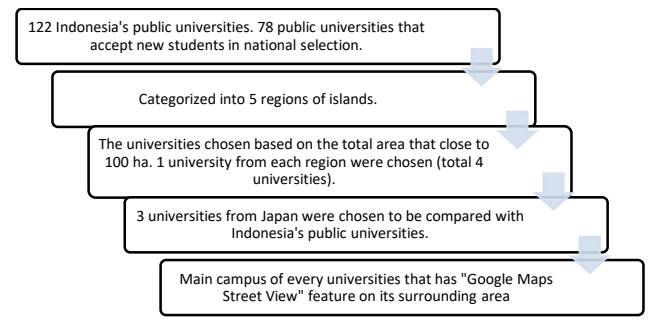 122 Indonesia's public universities. 78 public universities that
accept new students in national selection.
Categorized into 5 regions of islands.
The universities chosen based on the total area that close to
100 ha. 1 university from each region were chosen (total 4
universities).
3 universities from Japan were chosen to be compared with
Indonesia's public universities.
Main campus of every universities that has "Google Maps
Street View" feature on its surrounding area